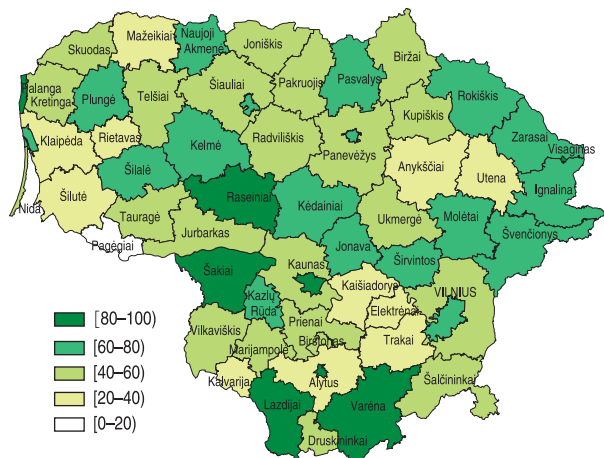 Skuodas
Mažeikiai
Naujoji
Akmenė
Joniškis
Biržai
Palanga
Kretinga
Plungė
Telšiai
Šiauliai
Pakruojis
Pasvalys
Rokiškis
Kupiškis
Klaipėda
Rietavas
Kelmė
Radviliškis
Panevėžys
Zarasai
Visaginas
Šilalė
Anykščiai
Utena
Ignalina
Šilutė
Nida
Tauragė
Raseiniai
Kėdainiai
Ukmergė
Molėtai
Švenčionys
Pagėgiai
Jurbarkas
Jonava
Širvintos
Šakiai
Kaunas
Kaišiadorys
VILNIUS
Kazlų
Rūda
Elektrėnai
Vilkaviškis
Prienai
Birštonas
Trakai
Marijampolė
Kalvarija
Alytus
Šalčininkai
Lazdijai
Varėna
Druskininkai
[80–100)
[60–80)
[40–60)
[20–40)
[0–20)